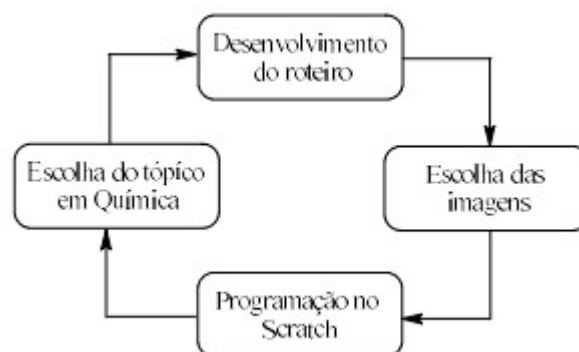 Desenvolvimento
do roteiro
Escolha do tópico
em Química
Escolha das
imagens
Programação no
Scratch